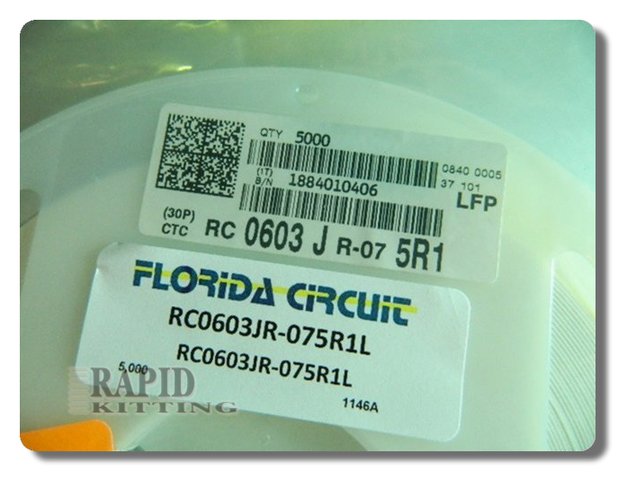 QTY 5000
0840 0005
(1T) B/N 1884010406
37 101
LFP
(30P) CTC RC 0603 J R-07 5R1
FLORIDA CIRCUIT
RC0603JR-075R1L
RC0603JR-075R1L
5,000
RAPID
KITTING
1146A